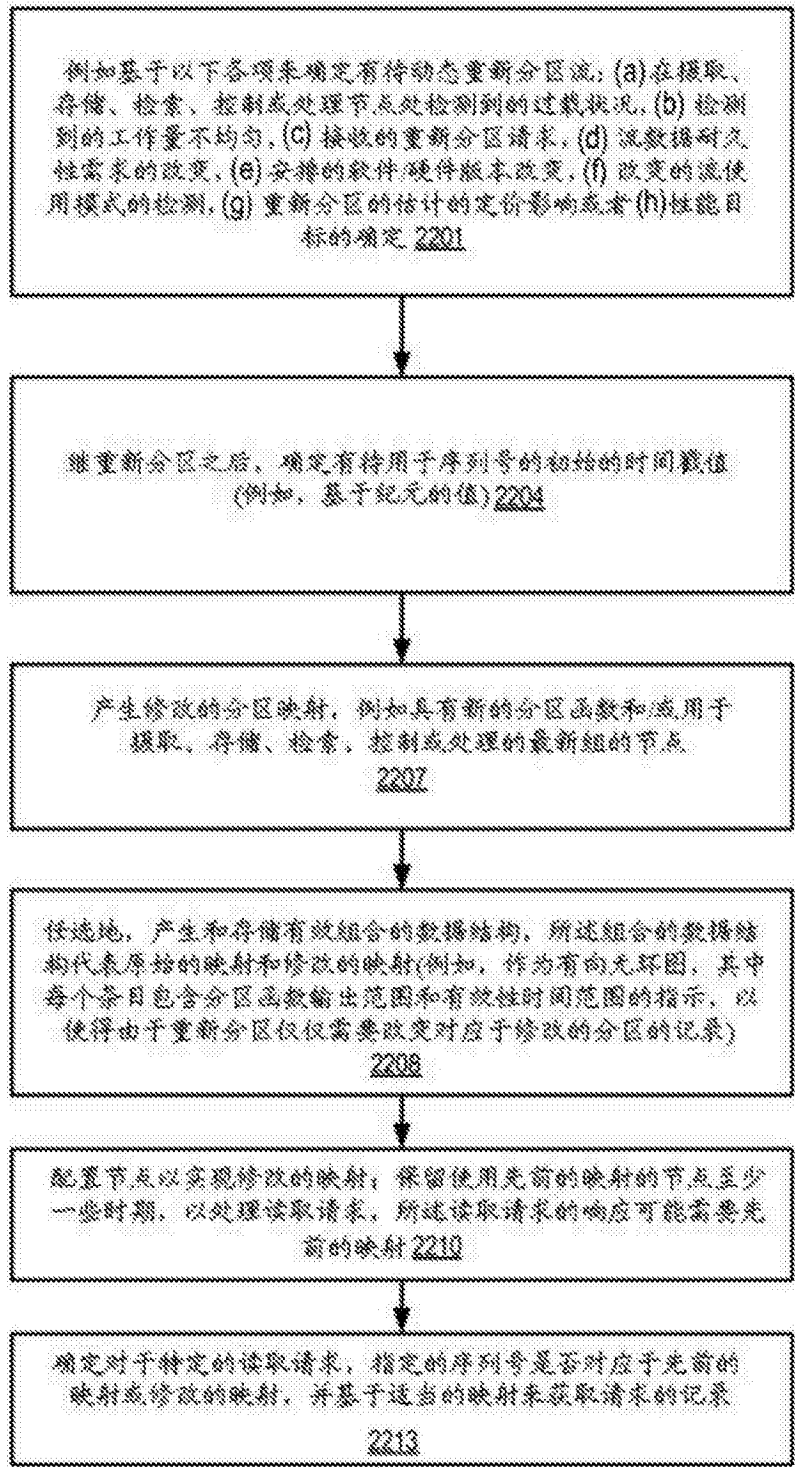 例如基于以下各项来确定有待动态重新分区流: (a)在摄取、
存储、检索、控制或处理节点处检测到的过载状况, (b) 检测
到的工作量不均匀, (c) 接收的重新分区请求, (d) 流数据耐久
性需求的改变, (e) 安排的软件/硬件版本改变, (f) 改变的流使
用模式的检测, (g) 重新分区的估计的定价影响或者 (h)性能目
标的确定 2201
继重新分区之后, 确定有待用于序列号的初始的时间戳值
(例如, 基于纪元的值) 2204
产生修改的分区映射, 例如具有新的分区函数和/或用于
摄取、存储、检索、控制或处理的最新组的节点
2207
任选地, 产生和存储有效组合的数据结构, 所述组合的数据结
构代表原始的映射和修改的映射(例如, 作为有向无环图, 其中
每个条目包含分区函数输出范围和有效性时间范围的指示, 以
使得由于重新分区仅仅需要改变对应于修改的分区的记录)
2208
配置节点以实现修改的映射; 保留使用先前的映射的节点至少
一些时期, 以处理读取请求, 所述读取请求的响应可能需要先
前的映射 2210
确定对于特定的读取请求, 指定的序列号是否对应于先前的
映射或修改的映射, 并基于适当的映射来获取请求的记录
2213